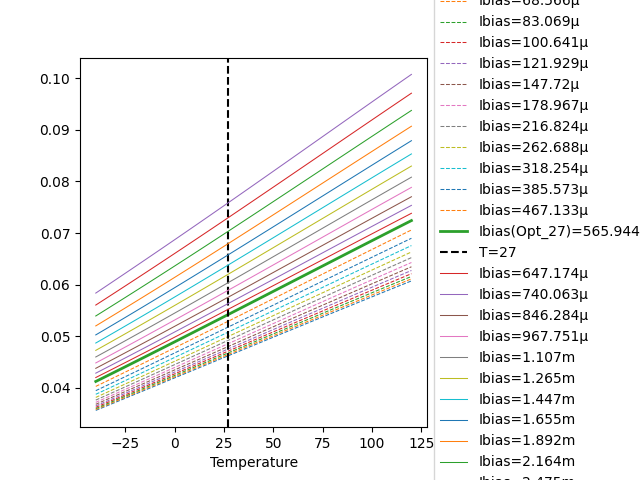 0.10
0.09
0.08
0.07
0.06
0.05
0.04
−25
0
25
50
75
100
125
Temperature
Ibias=83.069μ
Ibias=100.641μ
Ibias=121.929μ
Ibias=147.72μ
Ibias=178.967μ
Ibias=216.824μ
Ibias=262.688μ
Ibias=318.254μ
Ibias=385.573μ
Ibias=467.133μ
Ibias(Opt_27)=565.944
T=27
Ibias=647.174μ
Ibias=740.063μ
Ibias=846.284μ
Ibias=967.751μ
Ibias=1.107m
Ibias=1.265m
Ibias=1.447m
Ibias=1.655m
Ibias=1.892m
Ibias=2.164m